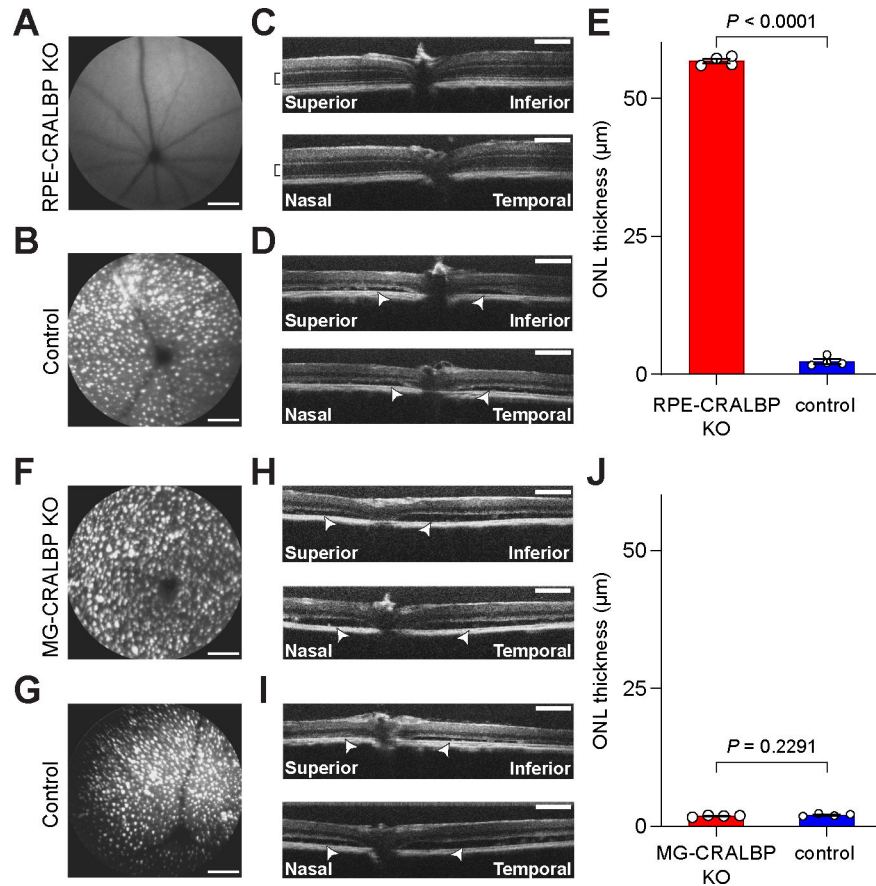 A
RPE-CRALBP KO
C
Superior
Inferior
Nasal
Temporal
E
P < 0.0001
ONL thickness (µm)
50
25
0
RPE-CRALBP
KO
control
B
Control
D
Superior
Inferior
Nasal
Temporal
F
MG-CRALBP KO
H
Superior
Inferior
Nasal
Temporal
J
ONL thickness (µm)
50
25
0
P = 0.2291
MG-CRALBP
KO
control
G
Control
I
Superior
Inferior
Nasal
Temporal